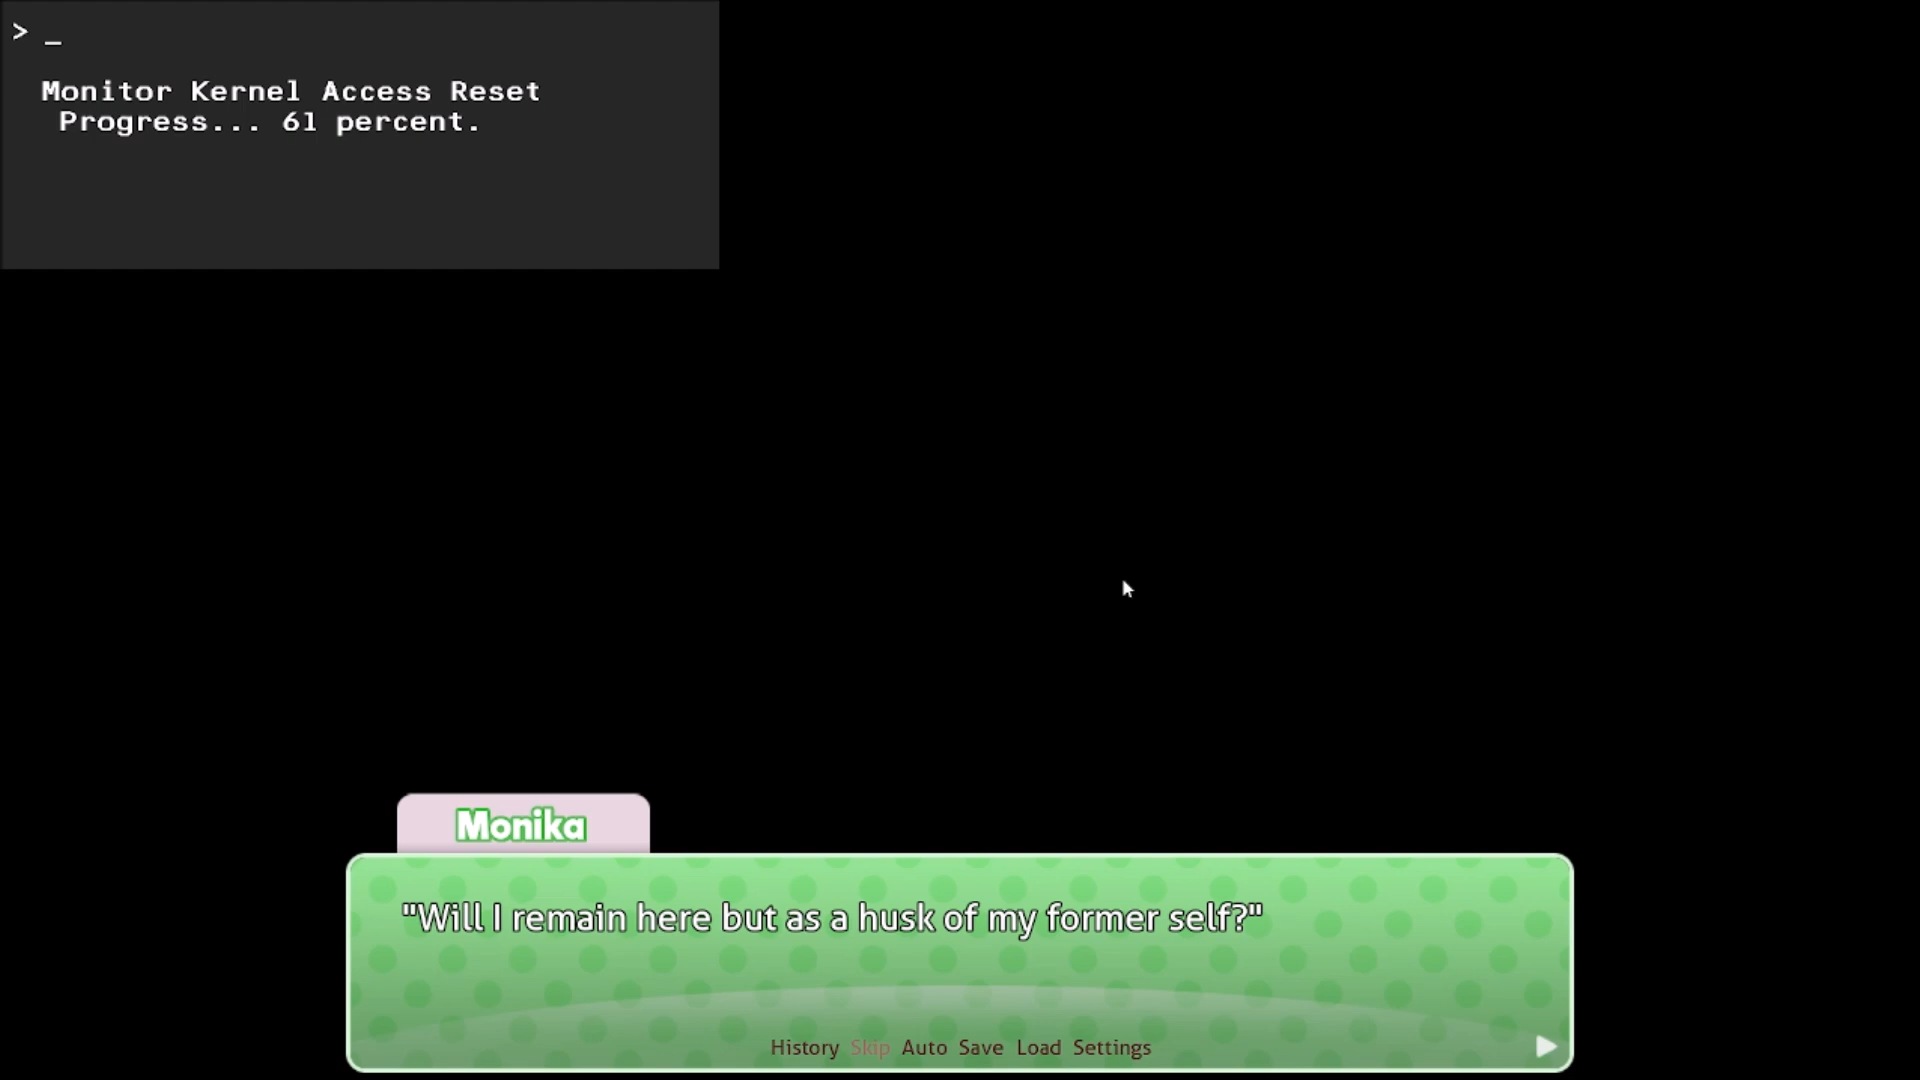 > _
Monitor Kernel Access Reset
Progress... 61 percent.
Monika
"Will I remain here but as a husk of my former self?"
History Skip Auto Save Load Settings